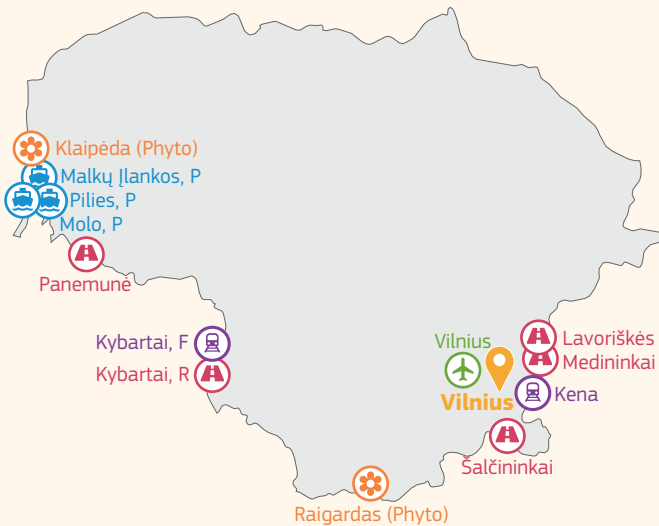 Klaipėda (Phyto)
Malkų Įlankos, P
Pilies, P
Molo, P
Panemunė
Kybartai, F
Kybartai, R
Vilnius
Vilnius
Lavoriškės
Medininkai
Kena
Šalčininkai
Raigardas (Phyto)